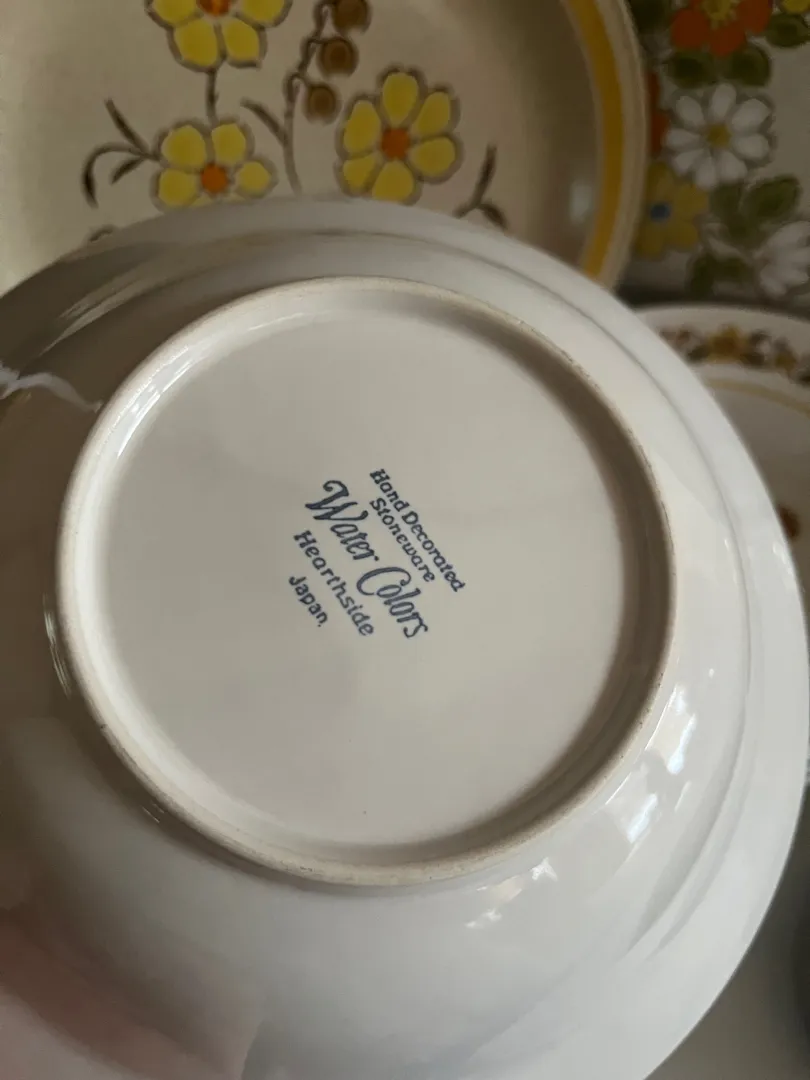 Hand Decorated
Stoneware
Water Colors
Hearthside
Japan.